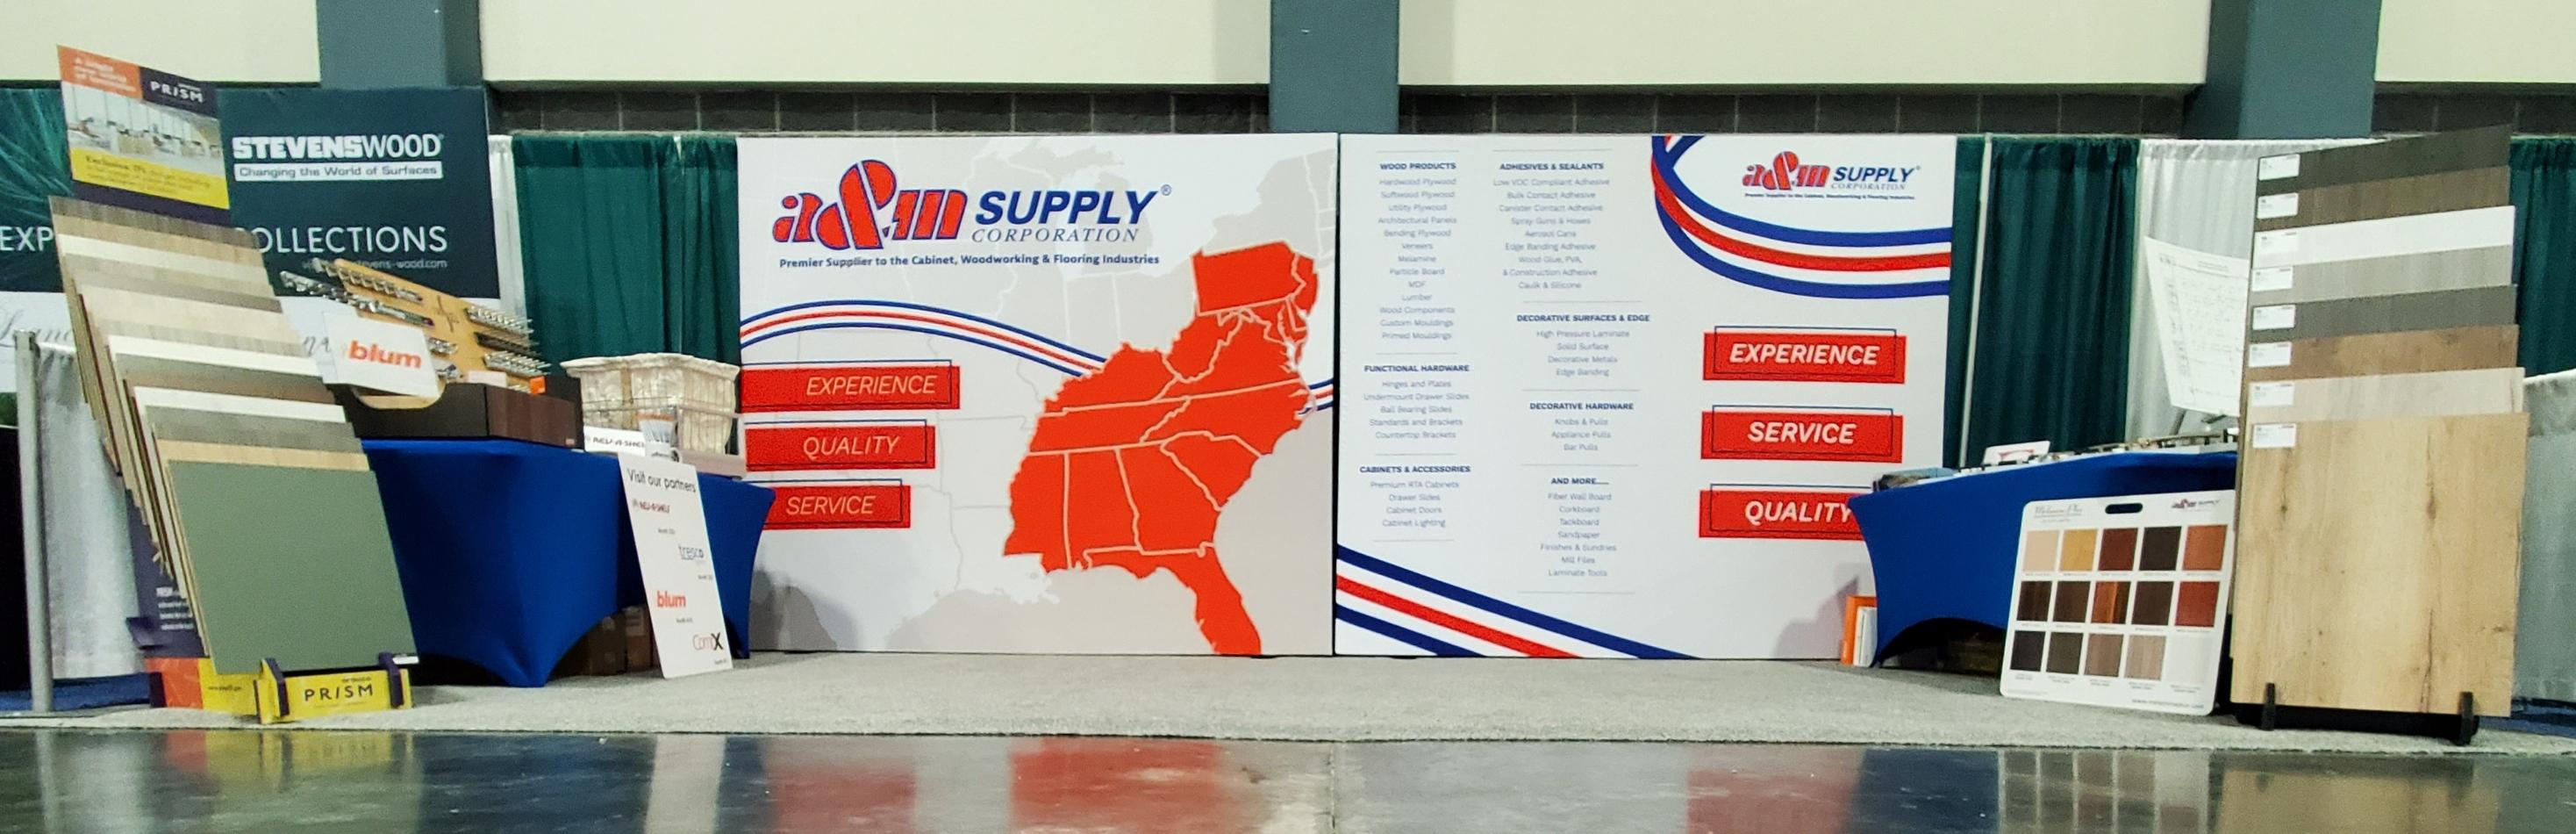 PRISM
STEVENSWOOD
Changing the World of Surfaces
EXP
OLLECTIONS
blum
Visit our partners
REV-A-SHELF
tresco
blum
CompX
PRISM
a&m SUPPLY®
CORPORATION
Premier Supplier to the Cabinet, Woodworking & Flooring Industries
EXPERIENCE
QUALITY
SERVICE
WOOD PRODUCTS
Hardwood Plywood
Softwood Plywood
Utility Plywood
Architectural Panels
Bending Plywood
Veneers
Melamine
Particle Board
MDF
Lumber
Wood Components
Custom Mouldings
Primed Mouldings
FUNCTIONAL HARDWARE
Hinges and Plates
Undermount Drawer Slides
Ball Bearing Slides
Standards and Brackets
Countertop Brackets
CABINETS & ACCESSORIES
Premium RTA Cabinets
Drawer Sides
Cabinet Doors
Cabinet Lighting
ADHESIVES & SEALANTS
Low VOC Compliant Adhesive
Bulk Contact Adhesive
Canister Contact Adhesive
Spray Guns & Hoses
Aerosol Cans
Edge Banding Adhesive
Wood Glue, PVA,
& Construction Adhesive
Caulk & Silicone
DECORATIVE SURFACES & EDGE
High Pressure Laminate
Solid Surface
Decorative Metals
Edge Banding
DECORATIVE HARDWARE
Knobs & Pulls
Appliance Pulls
Bar Pulls
AND MORE.....
Fiber Wall Board
Corkboard
Tackboard
Sandpaper
Finishes & Sundries
Mill Files
Laminate Tools
a&m SUPPLY®
CORPORATION
Premier Supplier to the Cabinet, Woodworking & Flooring Industries
EXPERIENCE
SERVICE
QUALITY